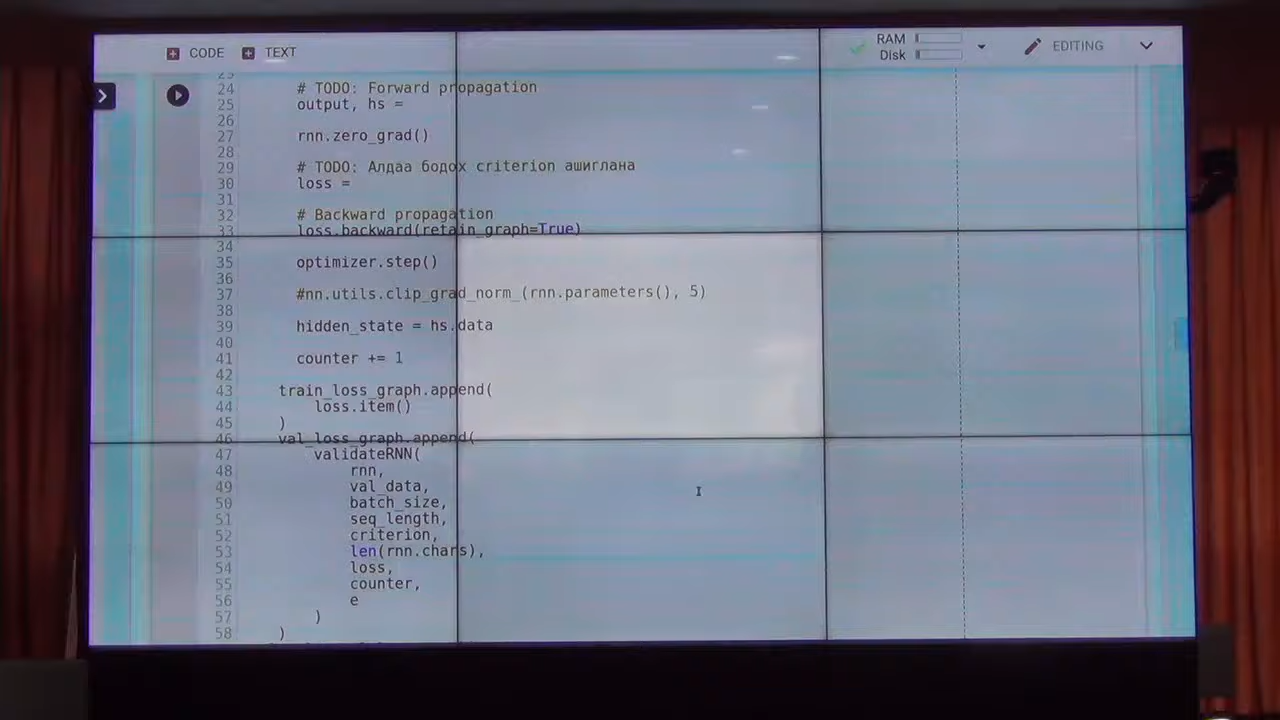 CODE TEXT
RAM
Disk
EDITING
23
24 # TODO: Forward propagation
25 output, hs =
26
27 rnn.zero_grad()
28
29 # TODO: Алдаа бодох criterion ашиглана
30 loss =
31
32 # Backward propagation
33 loss.backward(retain_graph=True)
34
35 optimizer.step()
36
37 #nn.utils.clip_grad_norm_(rnn.parameters(), 5)
38
39 hidden_state = hs.data
40
41 counter += 1
42
43 train_loss_graph.append(
44 loss.item()
45 )
46 val_loss_graph.append(
47 validateRNN(
48 rnn,
49 val_data,
50 batch_size,
51 seq_length,
52 criterion,
53 len(rnn.chars),
54 loss,
55 counter,
56 e
57 )
58 )